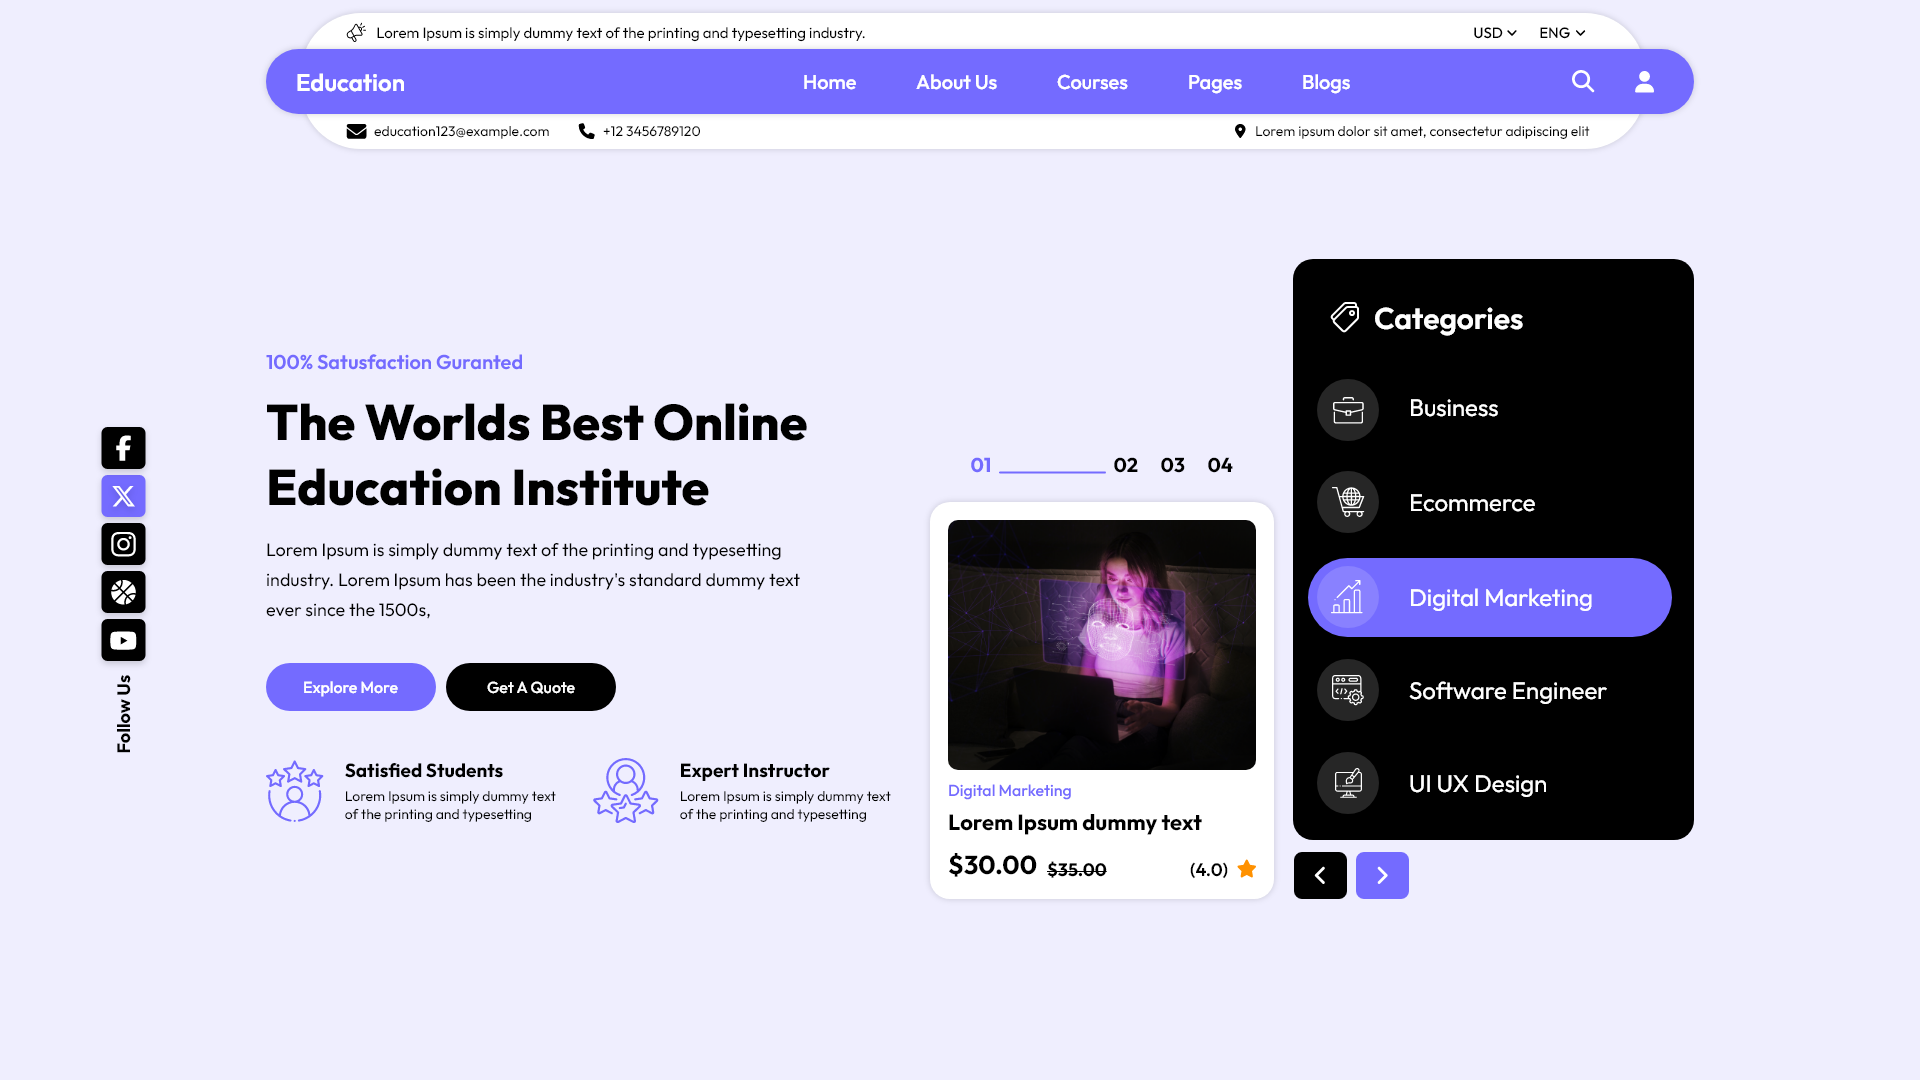 Lorem Ipsum is simply dummy text of the printing and typesetting industry.
USD
ENG
Education
Home
About Us
Courses
Pages
Blogs
education123@example.com
+12 3456789120
Lorem ipsum dolor sit amet, consectetur adipiscing elit
Follow Us
100% Satusfaction Guranted
The Worlds Best Online
Education Institute
Lorem Ipsum is simply dummy text of the printing and typesetting
industry. Lorem Ipsum has been the industry's standard dummy text
ever since the 1500s,
Explore More
Get A Quote
Satisfied Students
Lorem Ipsum is simply dummy text
of the printing and typesetting
Expert Instructor
Lorem Ipsum is simply dummy text
of the printing and typesetting
01
02
03
04
Digital Marketing
Lorem Ipsum dummy text
$30.00
$35.00
(4.0)
Categories
Business
Ecommerce
Digital Marketing
Software Engineer
UI UX Design